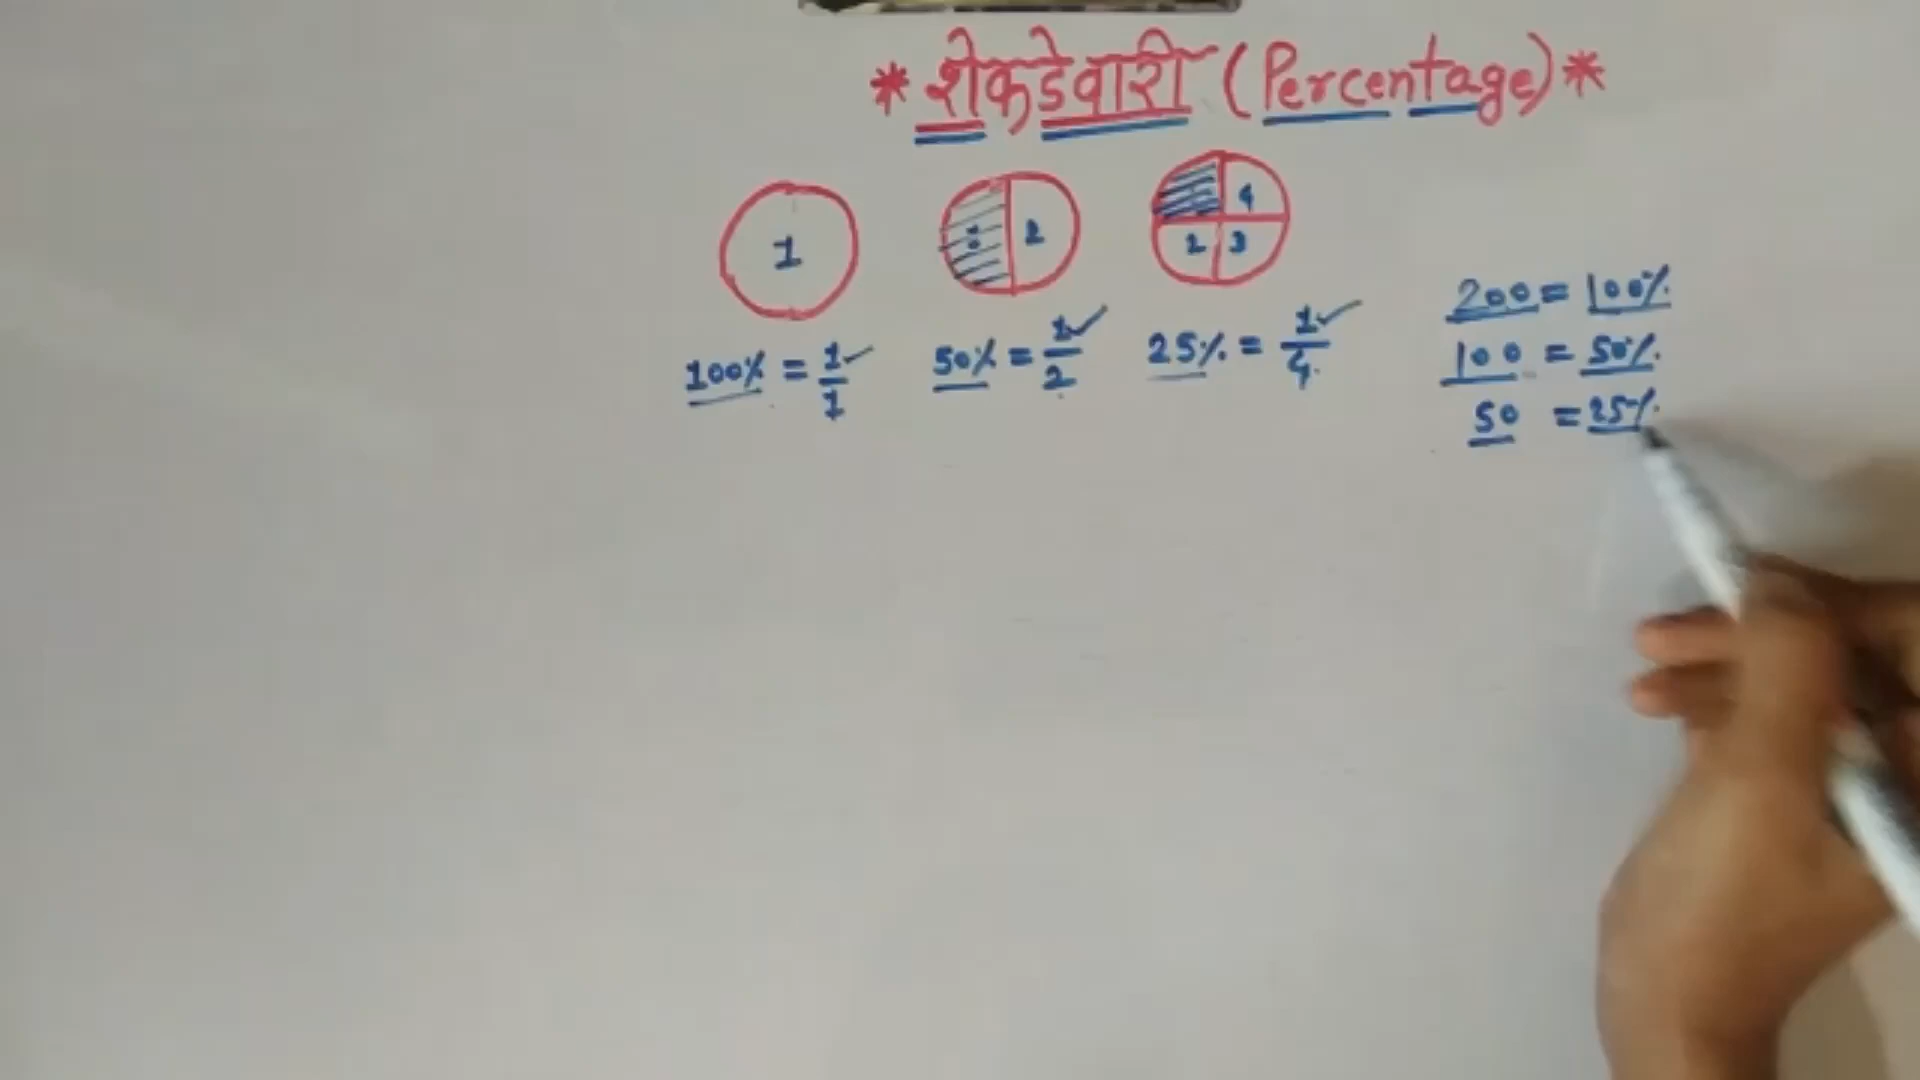 * शेकडेवारी (Percentage) *
1
1 2
4
2 3
100% = 1/1
50% = 1/2
25% = 1/4
200 = 100%
100 = 50%
50 = 25%